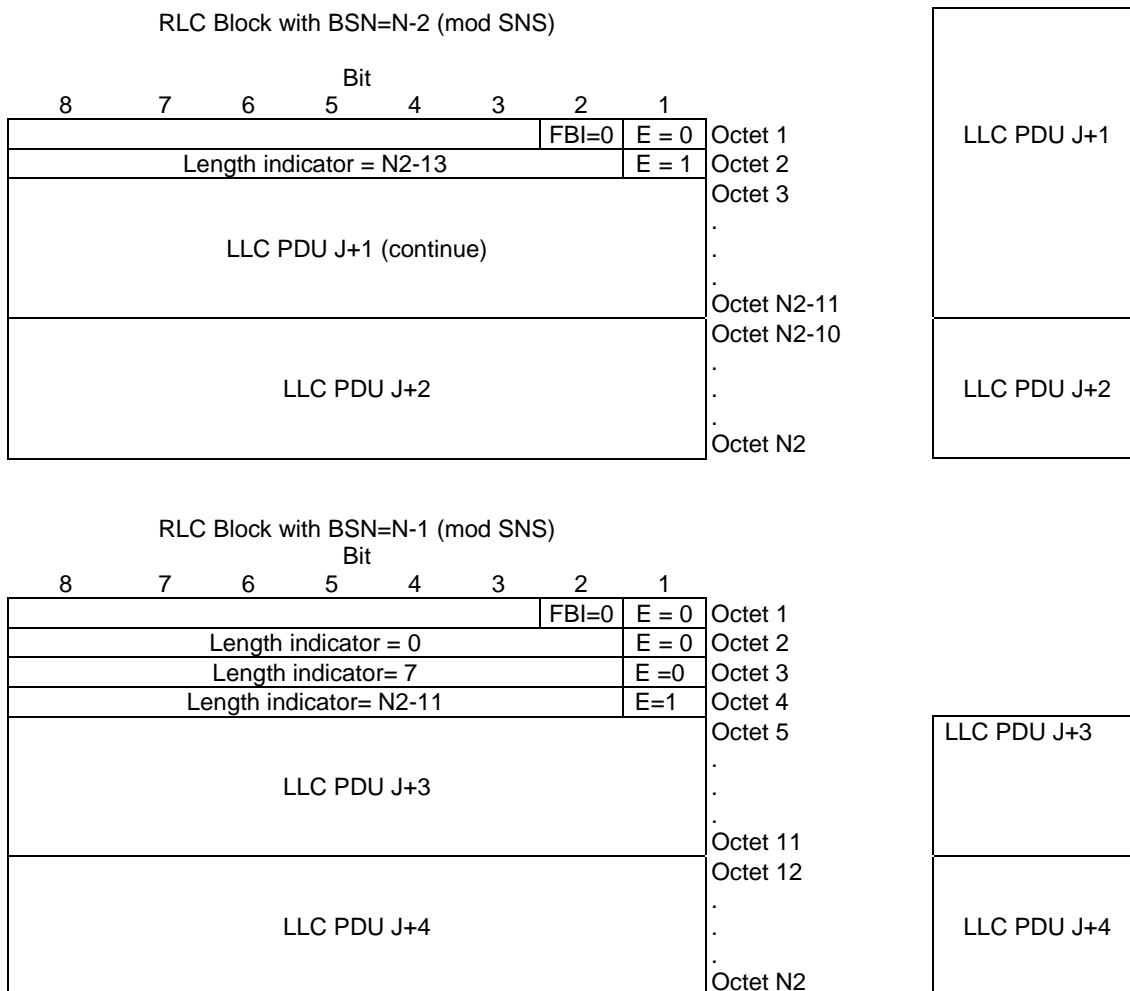 RLC Block with BSN=N-2 (mod SNS)
Bit
8 7 6 5 4 3 2 1
FBI=0 E = 0 Octet 1 LLC PDU J+1
Length indicator = N2-13 E = 1 Octet 2
Octet 3
.
LLC PDU J+1 (continue) .
.
Octet N2-11
Octet N2-10
.
LLC PDU J+2 . LLC PDU J+2
.
Octet N2
RLC Block with BSN=N-1 (mod SNS)
Bit
8 7 6 5 4 3 2 1
FBI=0 E = 0 Octet 1
Length indicator = 0 E = 0 Octet 2
Length indicator= 7 E =0 Octet 3
Length indicator= N2-11 E=1 Octet 4
Octet 5 LLC PDU J+3
.
LLC PDU J+3 .
.
Octet 11
Octet 12
.
LLC PDU J+4 . LLC PDU J+4
.
Octet N2